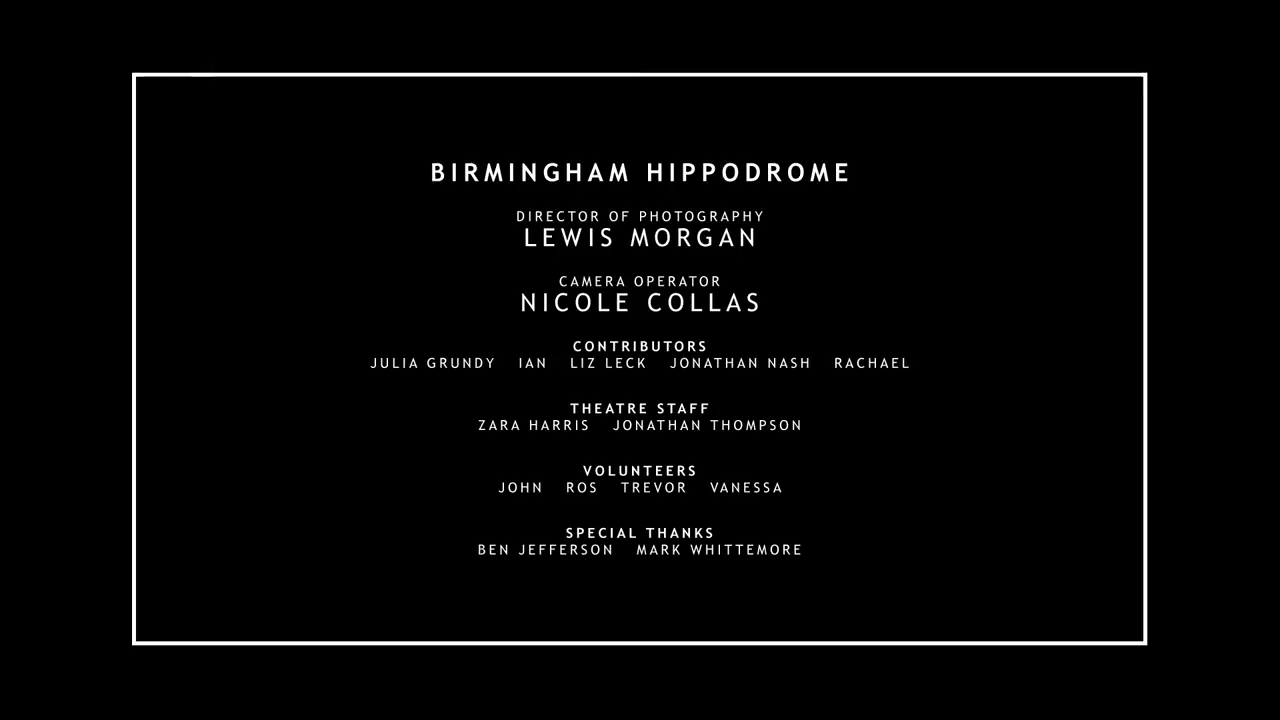 BIRMINGHAM HIPPODROME
DIRECTOR OF PHOTOGRAPHY
LEWIS MORGAN
CAMERA OPERATOR
NICOLE COLLAS
CONTRIBUTORS
JULIA GRUNDY IAN LIZ LECK JONATHAN NASH RACHAEL
THEATRE STAFF
ZARA HARRIS JONATHAN THOMPSON
VOLUNTEERS
JOHN ROS TREVOR VANESSA
SPECIAL THANKS
BEN JEFFERSON MARK WHITTEMORE